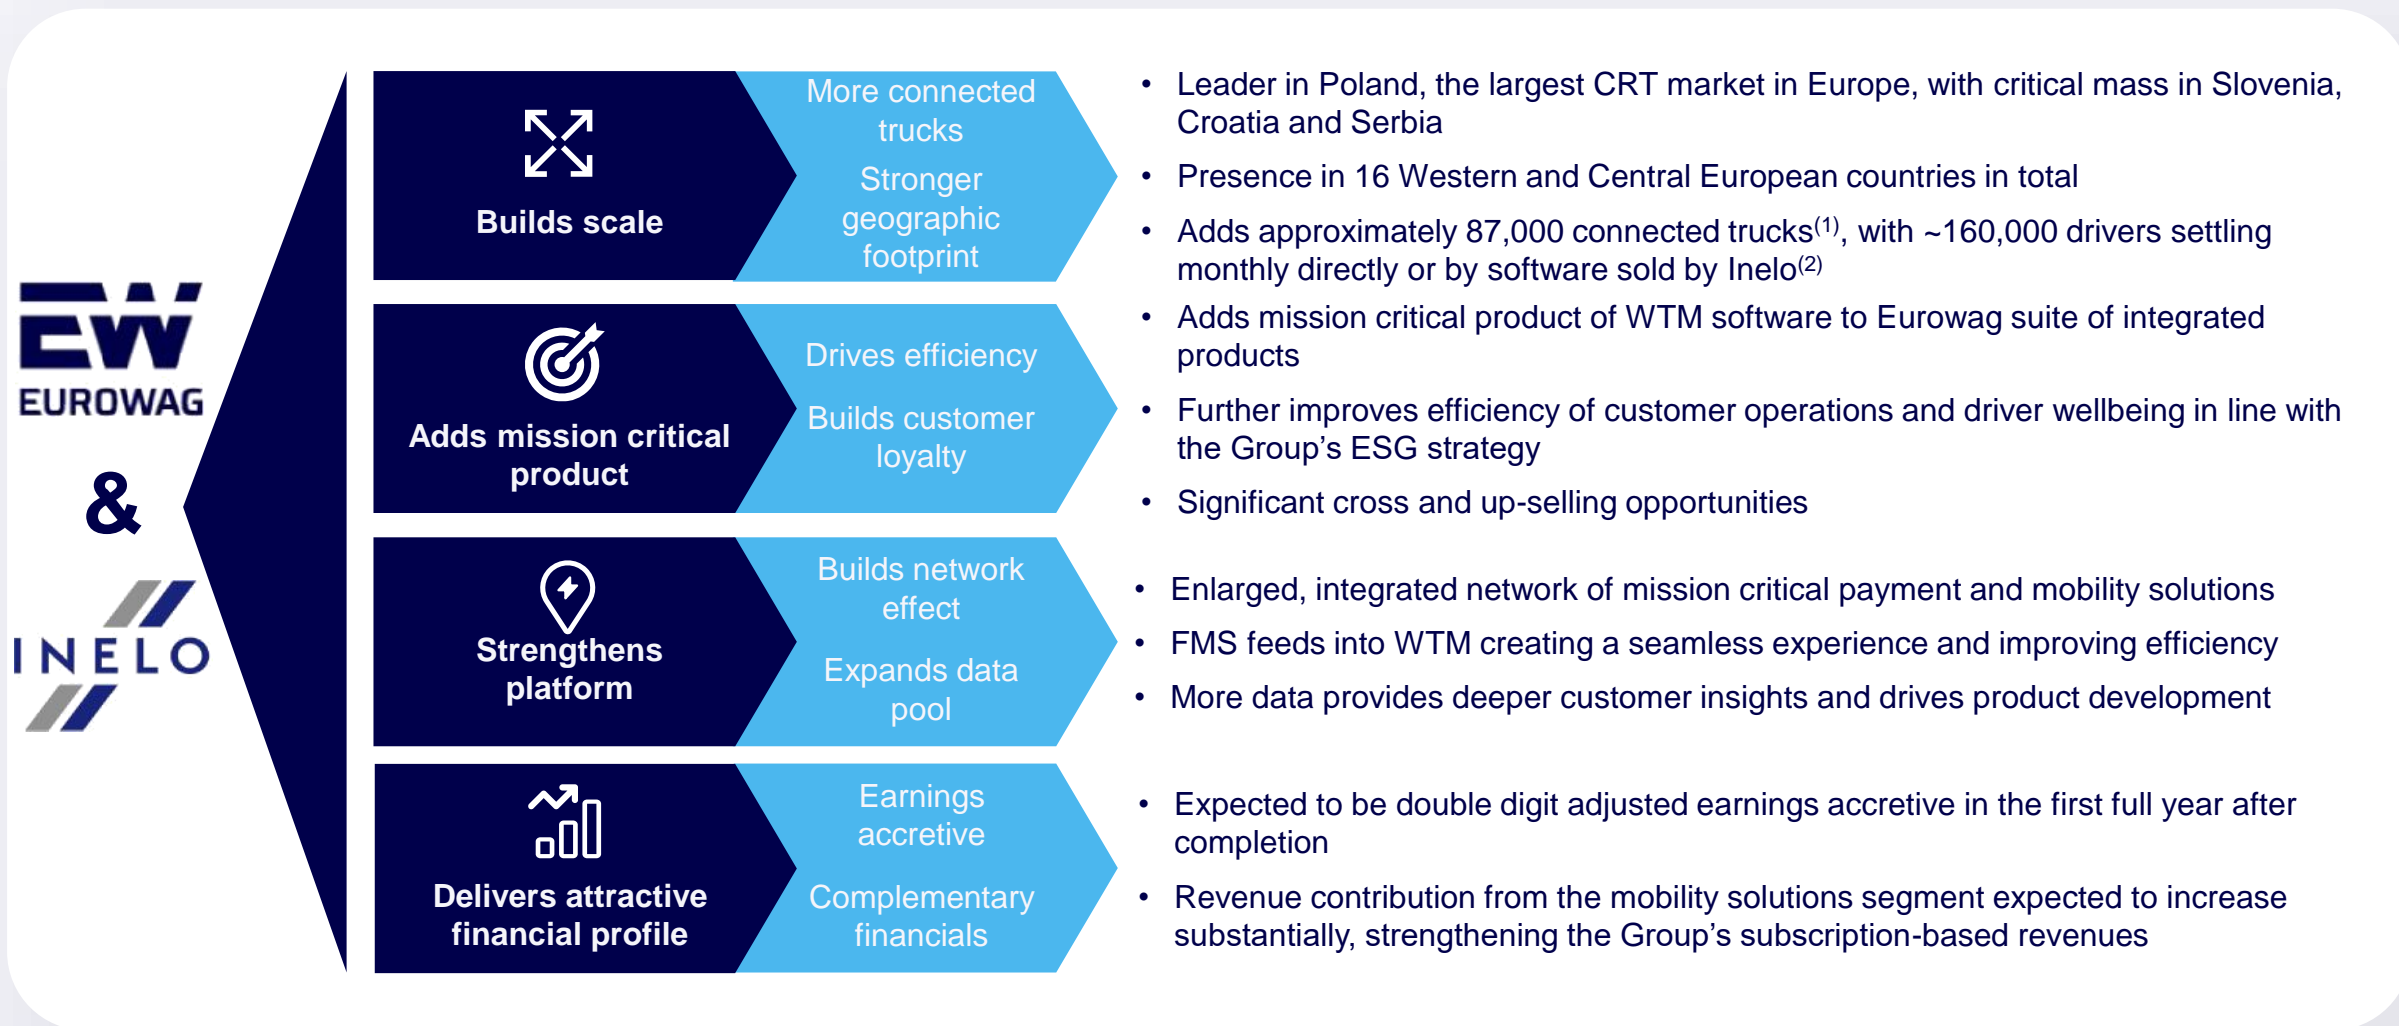 EW
EUROWAG
&
INELO
Builds scale
More connected
trucks
Stronger
geographic
footprint
• Leader in Poland, the largest CRT market in Europe, with critical mass in Slovenia,
Croatia and Serbia
• Presence in 16 Western and Central European countries in total
• Adds approximately 87,000 connected trucks(1), with ~160,000 drivers settling
monthly directly or by software sold by Inelo(2)
Adds mission critical
product
Drives efficiency
Builds customer
loyalty
• Adds mission critical product of WTM software to Eurowag suite of integrated
products
• Further improves efficiency of customer operations and driver wellbeing in line with
the Group’s ESG strategy
• Significant cross and up-selling opportunities
Strengthens
platform
Builds network
effect
Expands data
pool
• Enlarged, integrated network of mission critical payment and mobility solutions
• FMS feeds into WTM creating a seamless experience and improving efficiency
• More data provides deeper customer insights and drives product development
Delivers attractive
financial profile
Earnings
accretive
Complementary
financials
• Expected to be double digit adjusted earnings accretive in the first full year after
completion
• Revenue contribution from the mobility solutions segment expected to increase
substantially, strengthening the Group’s subscription-based revenues